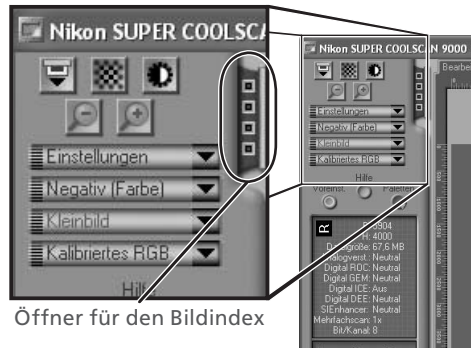 Nikon SUPER COOLSCA
Einstellungen
Negativ (Farbe)
Kleinbild
Kalibriertes RGB
Hilfe
Öffner für den Bildindex
Nikon SUPER COOLSCAN 9000
Bearbe
Einstellungen
Negativ (Farbe)
Kleinbild
Kalibriertes RGB
Hilfe
Voreinst.
Paletten
R
5904
H: 4000
Dateigröße: 67,6 MB
Analogverst.: Neutral
Digital ROC: Neutral
Digital GEM: Neutral
Digital ICE: Aus
Digital DEE: Neutral
SIEnhancer: Neutral
Mehrfachscan: 1x
Bit/Kanal: 8